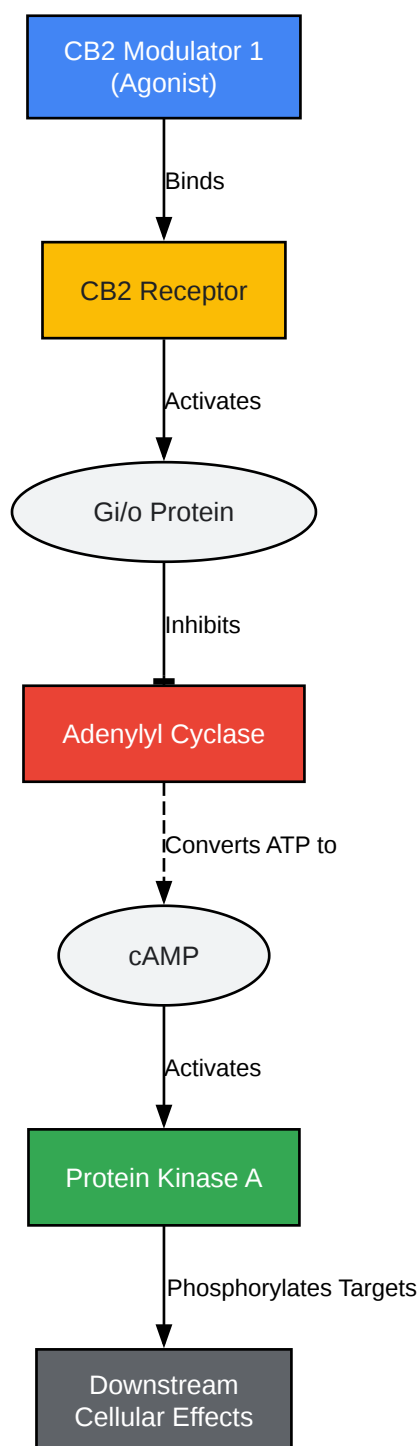 CB2 Modulator 1
(Agonist)
Binds
CB2 Receptor
Activates
Gi/o Protein
Inhibits
Adenylyl Cyclase
Converts ATP to
cAMP
Activates
Protein Kinase A
Phosphorylates Targets
Downstream
Cellular Effects